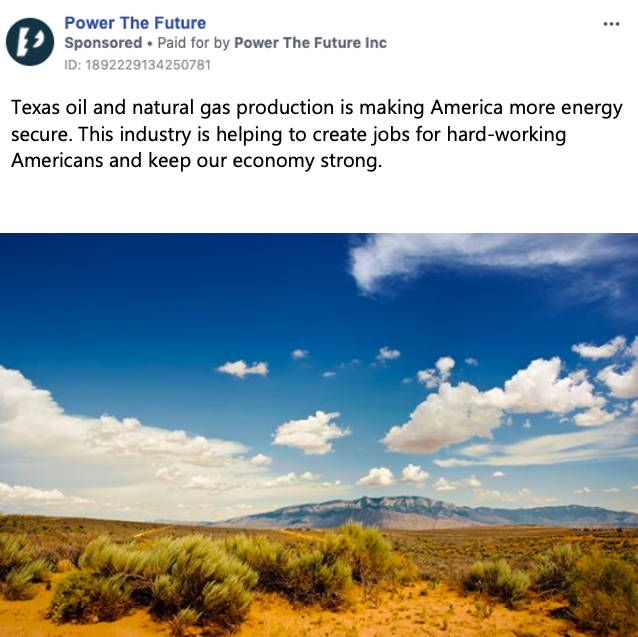 Power The Future
Sponsored • Paid for by Power The Future Inc
ID: 1892229134250781
Texas oil and natural gas production is making America more energy
secure. This industry is helping to create jobs for hard-working
Americans and keep our economy strong.